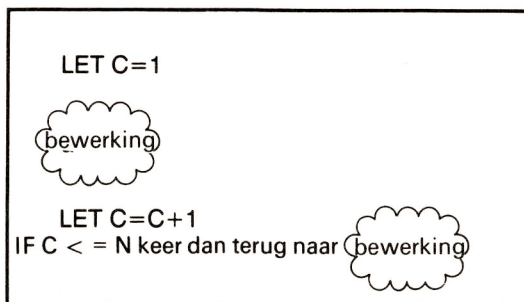 LET C=1
bewerking
LET C=C+1
IF C < = N keer dan terug naar bewerking